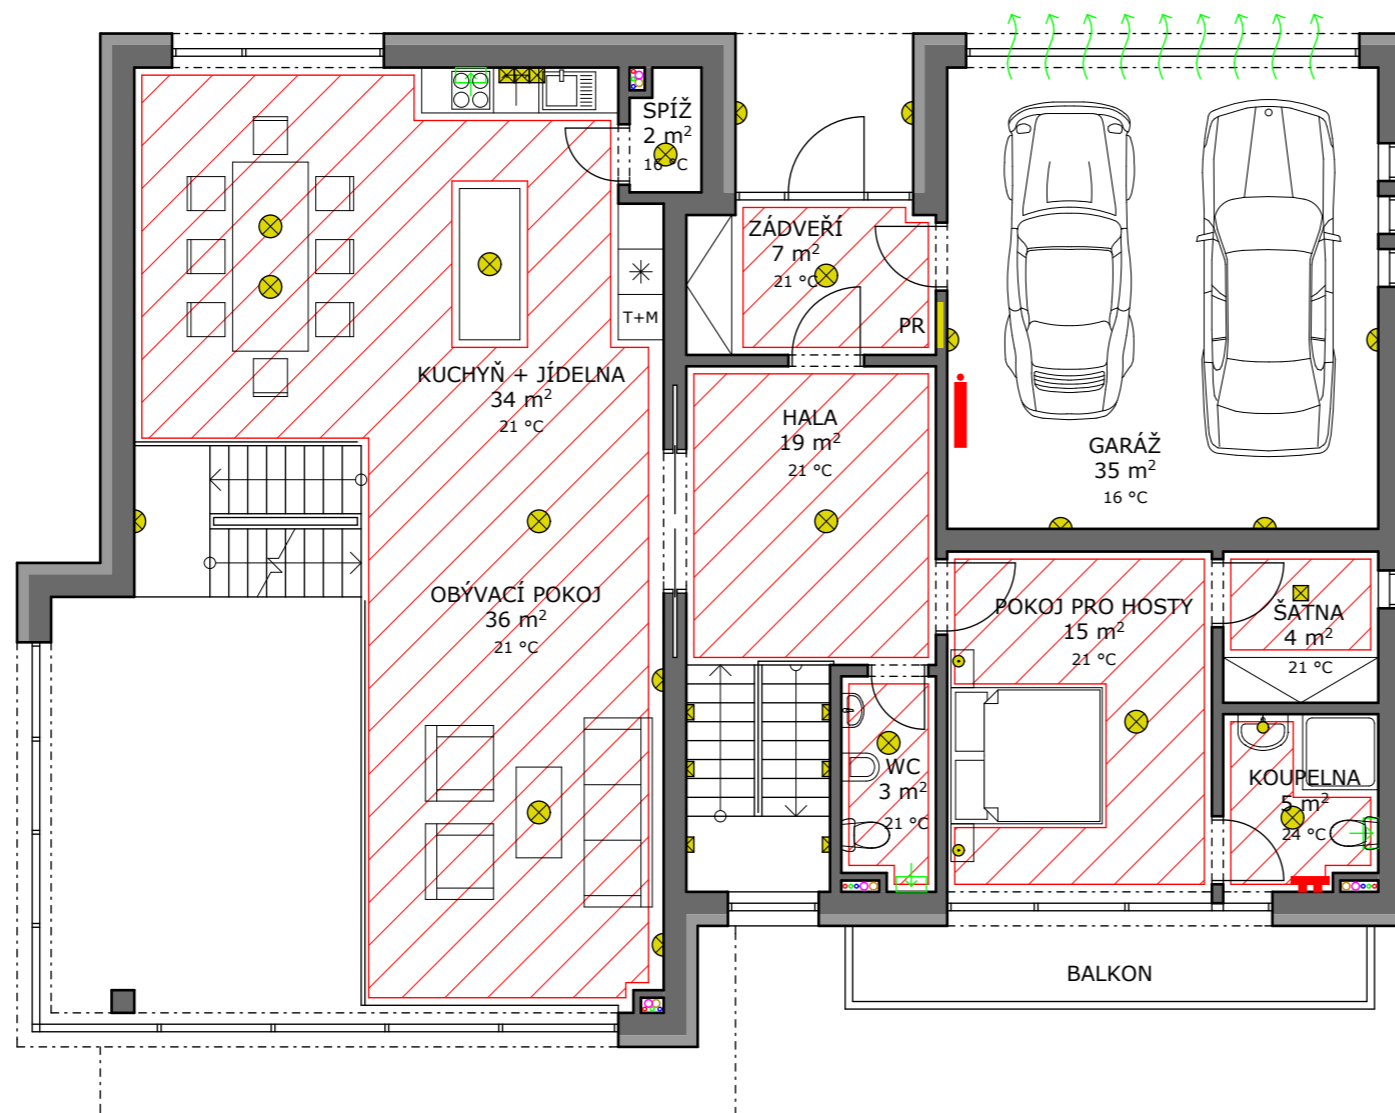 SPÍŽ
2 m²
16 °C
ZÁDVEŘÍ
7 m²
21 °C
PR
T+M
KUCHYŇ + JÍDELNA
34 m²
21 °C
HALA
19 m²
21 °C
GARÁŽ
35 m²
16 °C
OBÝVACÍ POKOJ
36 m²
21 °C
POKOJ PRO HOSTY
15 m²
21 °C
ŠATNA
4 m²
21 °C
WC
3 m²
21 °C
KOUPELNA
5 m²
24 °C
BALKON